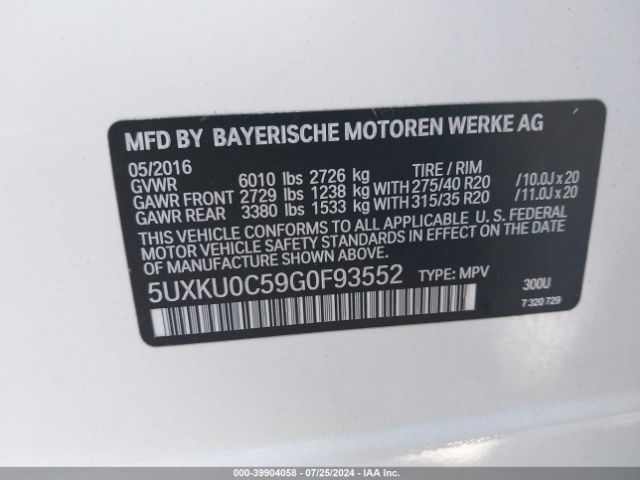 MFD BY BAYERISCHE MOTOREN WERKE AG
05/2016
GVWR 6010 lbs 2726 kg TIRE / RIM
GAWR FRONT 2729 lbs 1238 kg WITH 275/40 R20 /10.0J x 20
GAWR REAR 3380 lbs 1533 kg WITH 315/35 R20 /11.0J x 20
THIS VEHICLE CONFORMS TO ALL APPLICABLE U. S. FEDERAL
MOTOR VEHICLE SAFETY STANDARDS IN EFFECT ON THE
DATE OF MANUFACTURE SHOWN ABOVE.
5UXKU0C59G0F93552 TYPE: MPV 300U
7 320 729
000-39904058 - 07/25/2024 - IAA Inc.